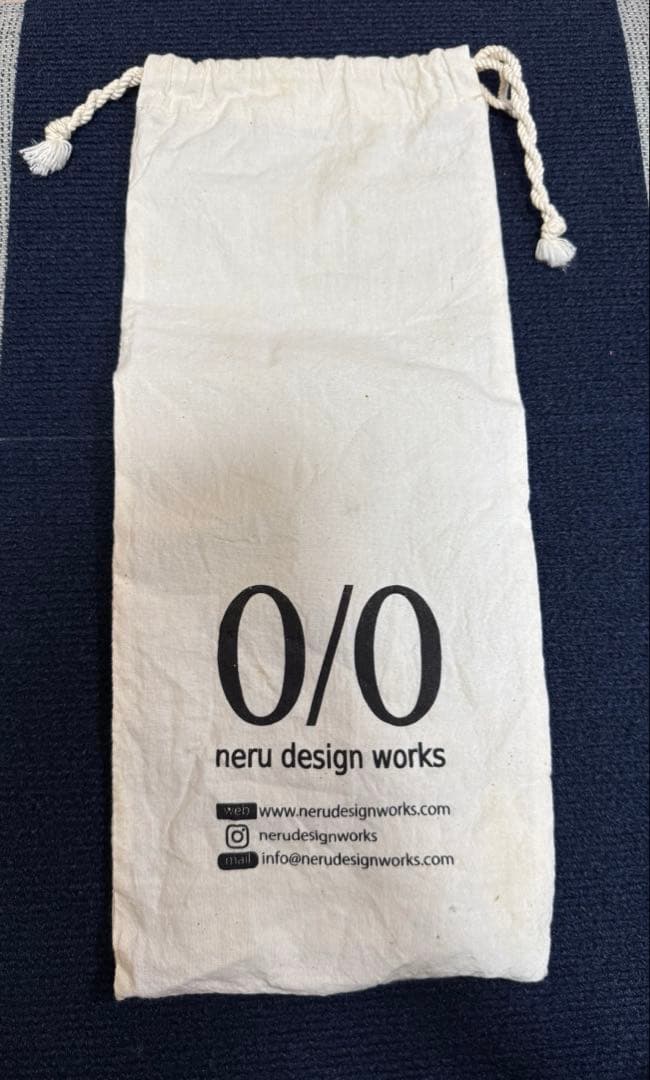 0/0
neru design works
web www.nerudesignworks.com
nerudesignworks
mail info@nerudesignworks.com